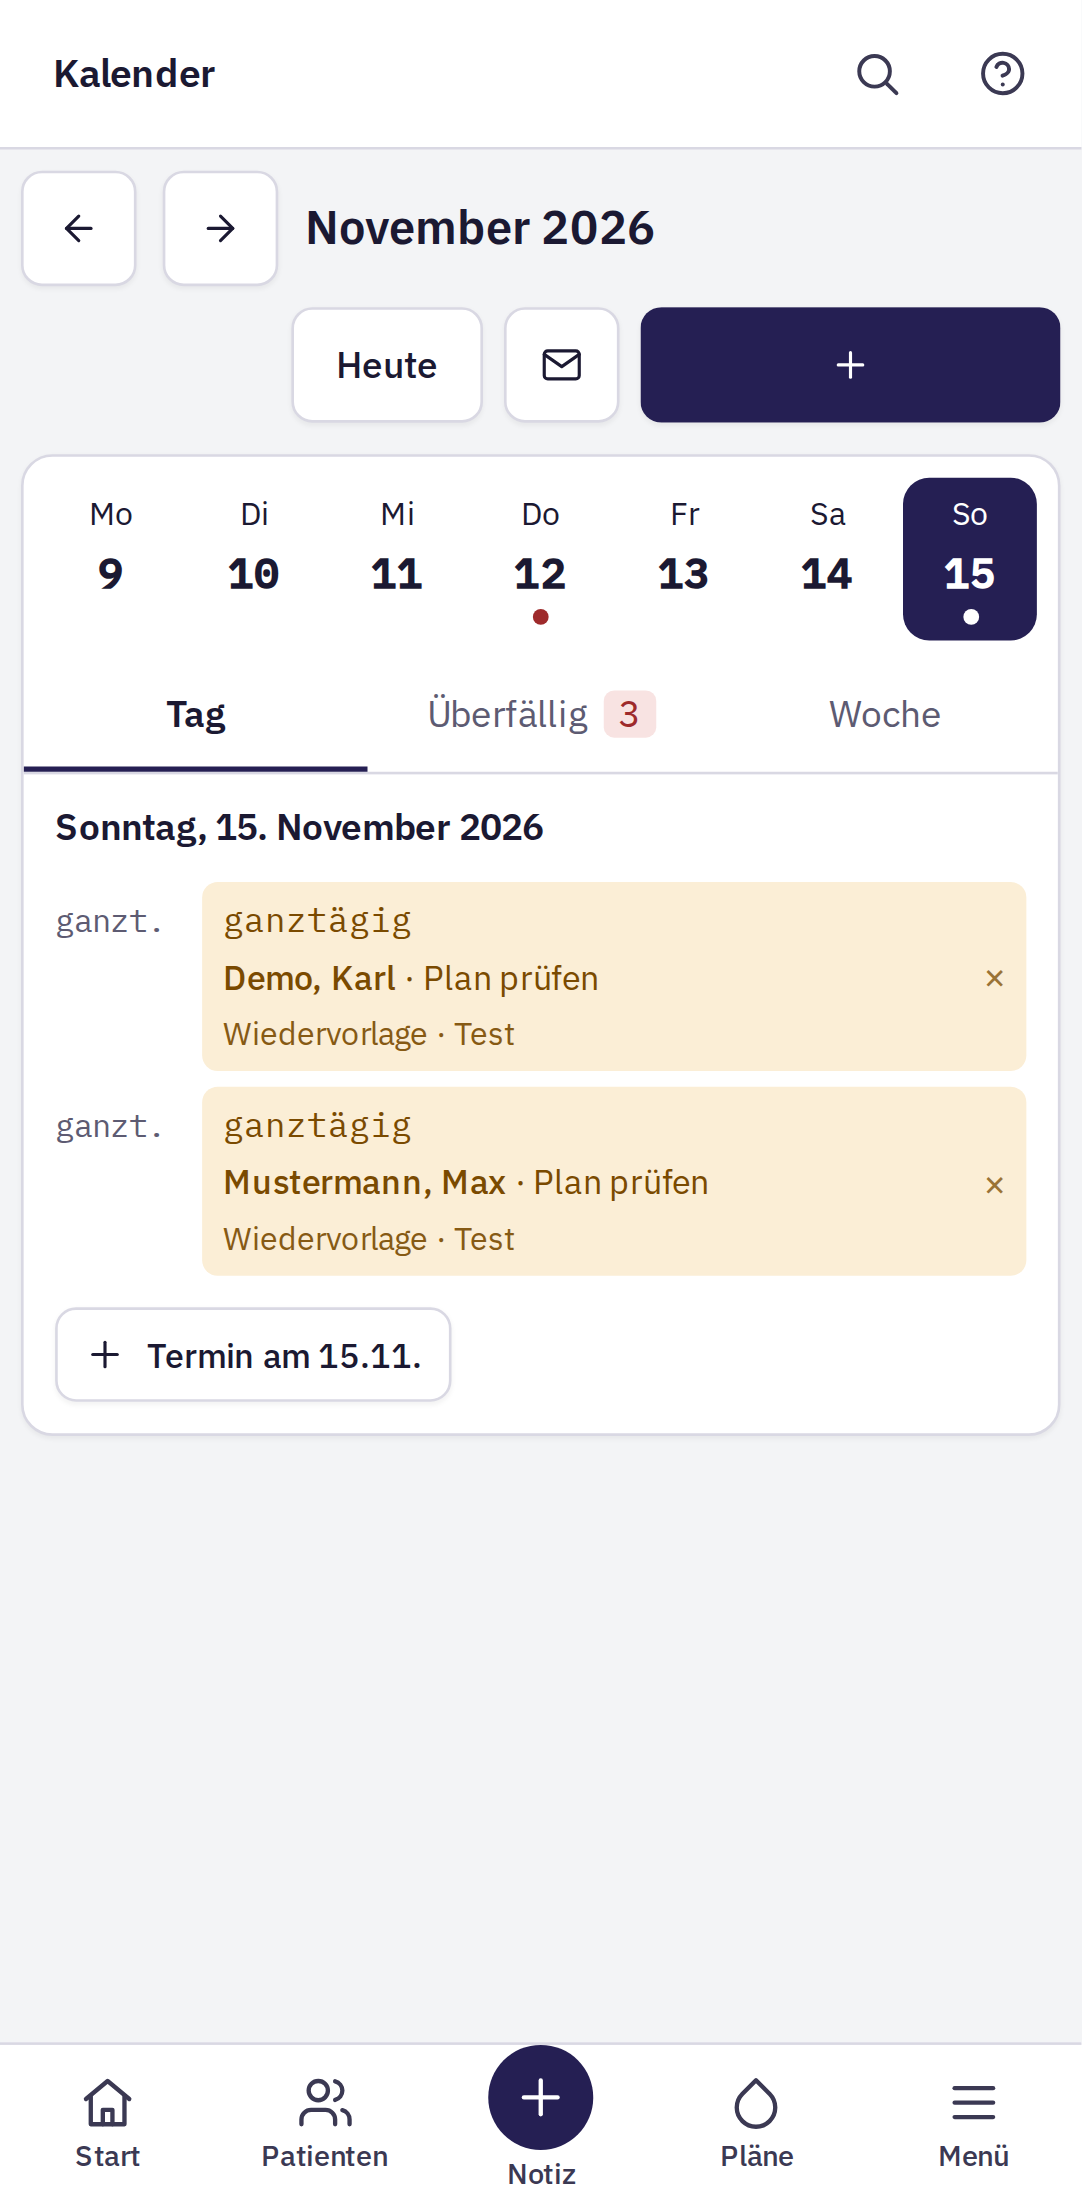 Kalender
November 2026
Heute
Mo Di Mi Do Fr Sa So
9 10 11 12 13 14 15
Tag Überfällig 3 Woche
Sonntag, 15. November 2026
ganzt. ganztägig
Demo, Karl · Plan prüfen ×
Wiedervorlage · Test
ganzt. ganztägig
Mustermann, Max · Plan prüfen ×
Wiedervorlage · Test
+ Termin am 15.11.
Start Patienten Notiz Pläne Menü